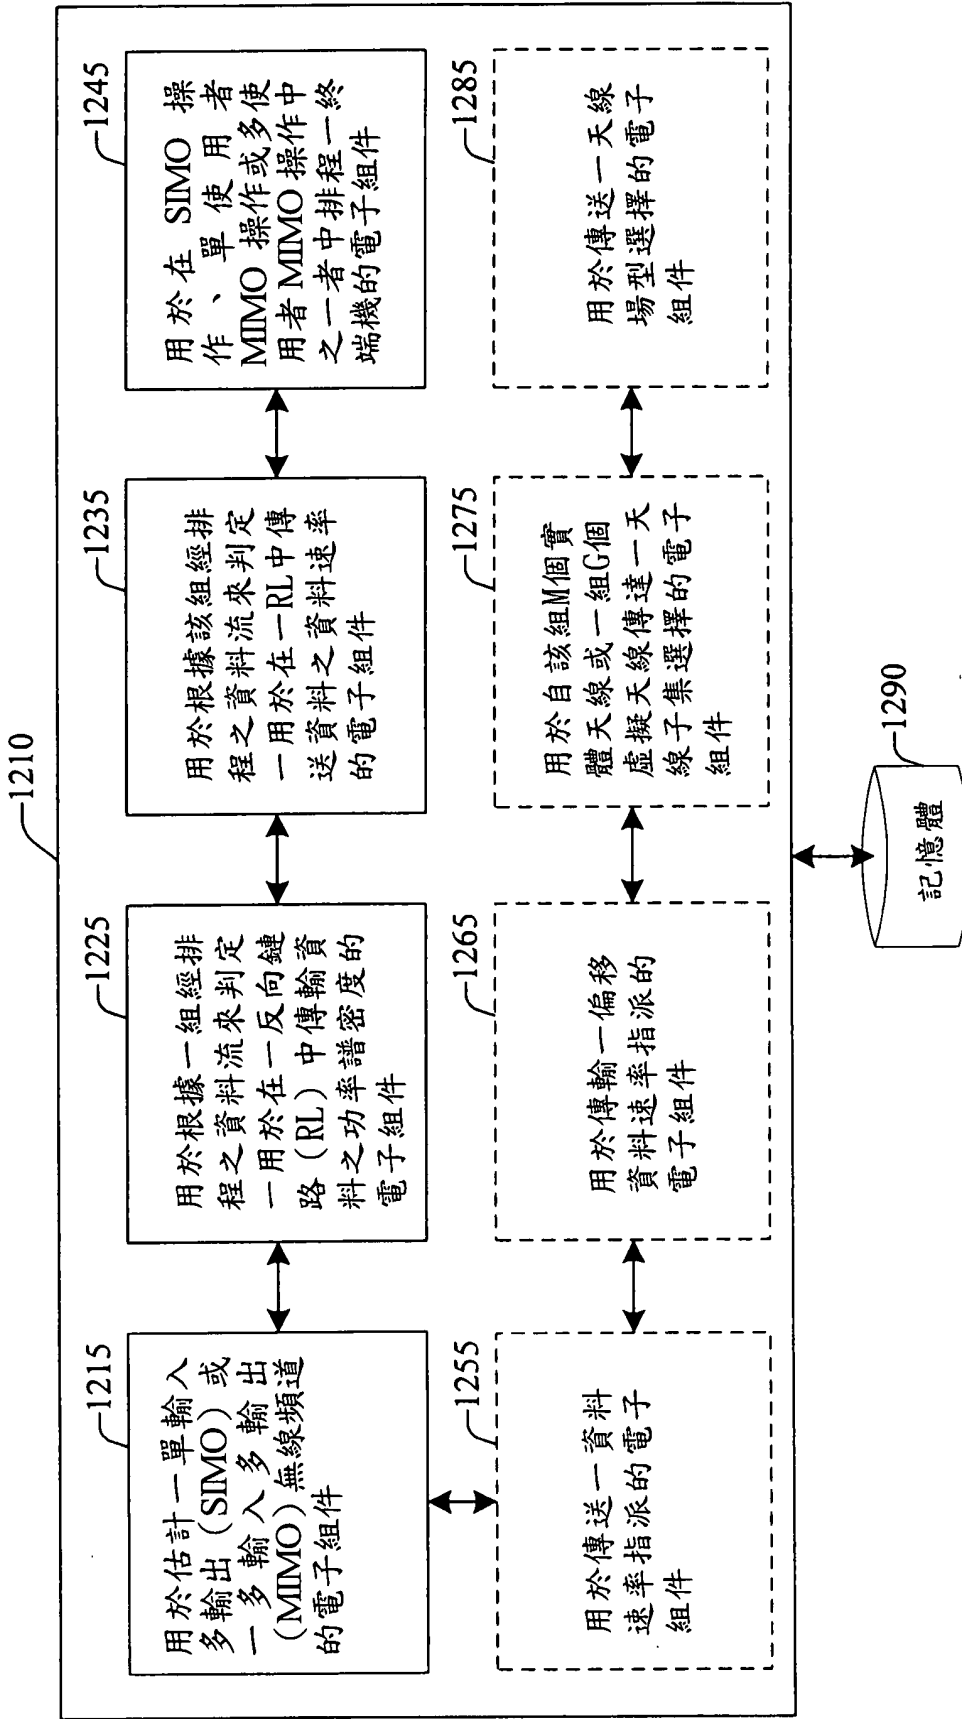 1210
1215
用於估計一單輸入
多輸出（SIMO）或
一多輸入多輸出
（MIMO）無線頻道
的電子組件
1225
用於根據一組經排
程之資料流來判定
一用於在一反向鏈
路（RL）中傳輸資
料之功率譜密度的
電子組件
1235
用於根據該組經排
程之資料流來判定
一用於在一RL中傳
送資料之資料速率
的電子組件
1245
用於在 SIMO 操
作、單使用者
MIMO 操作或多使
用者 MIMO 操作中
之一者中排程一終
端機的電子組件
1255
用於傳送一資料
速率指派的電子
組件
1265
用於傳輸一偏移
資料速率指派的
電子組件
1275
用於自該組M個實
體天線或一組G個
虛擬天線傳達一天
線子集選擇的電子
組件
1285
用於傳送一天線
場型選擇的電子
組件
1290
記憶體